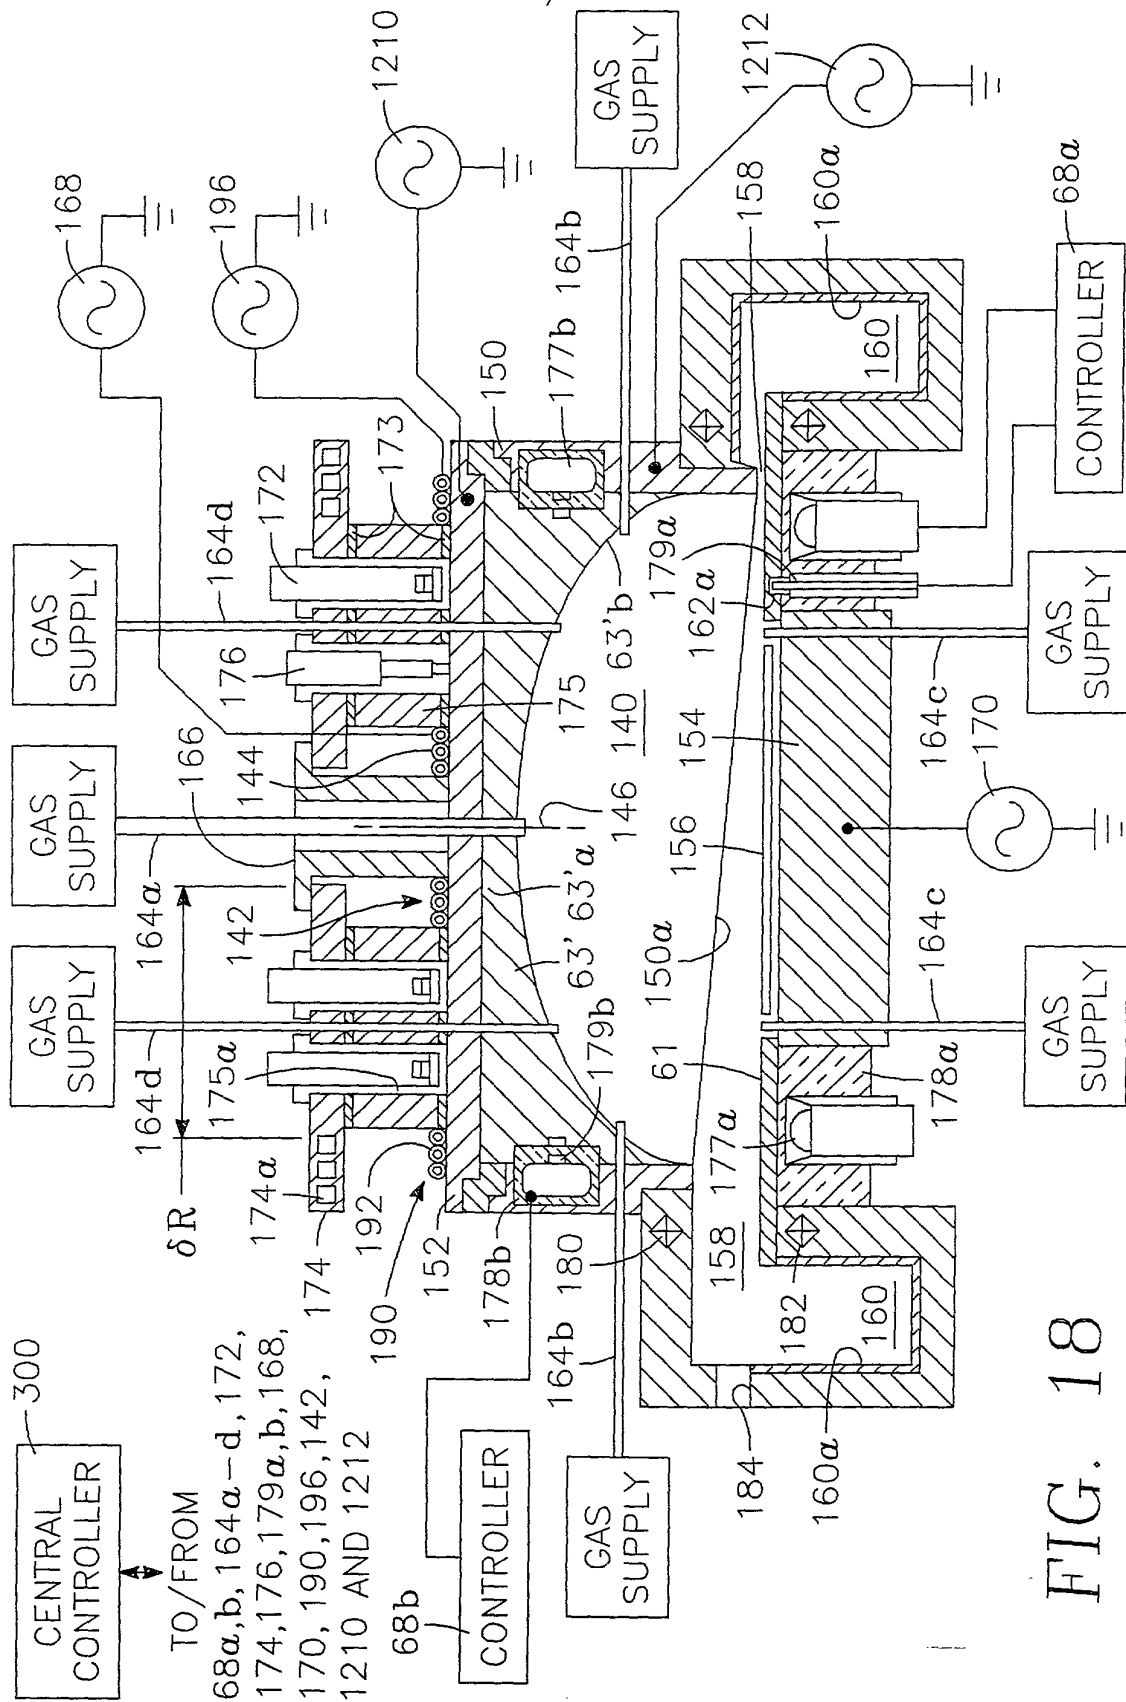 CENTRAL
CONTROLLER
300
TO/FROM
68a,b, 164a-d, 172,
174, 176, 179a,b, 168,
170, 190, 196, 142,
1210 AND 1212
δR
GAS
SUPPLY
164d
GAS
SUPPLY
164a
GAS
SUPPLY
164d
168
196
1210
166
176
172
173
174a
174
175a
142
144
175
190
192
152
150
178b
63'
63'a
146
140
63'b
177b
164b
GAS
SUPPLY
1212
68b
CONTROLLER
164b
GAS
SUPPLY
180
179b
150a
156
154
162a
179a
158
160a
158
177a
61
184
160a
160
182
178a
160
164c
GAS
SUPPLY
170
164c
GAS
SUPPLY
68a
CONTROLLER
FIG. 18